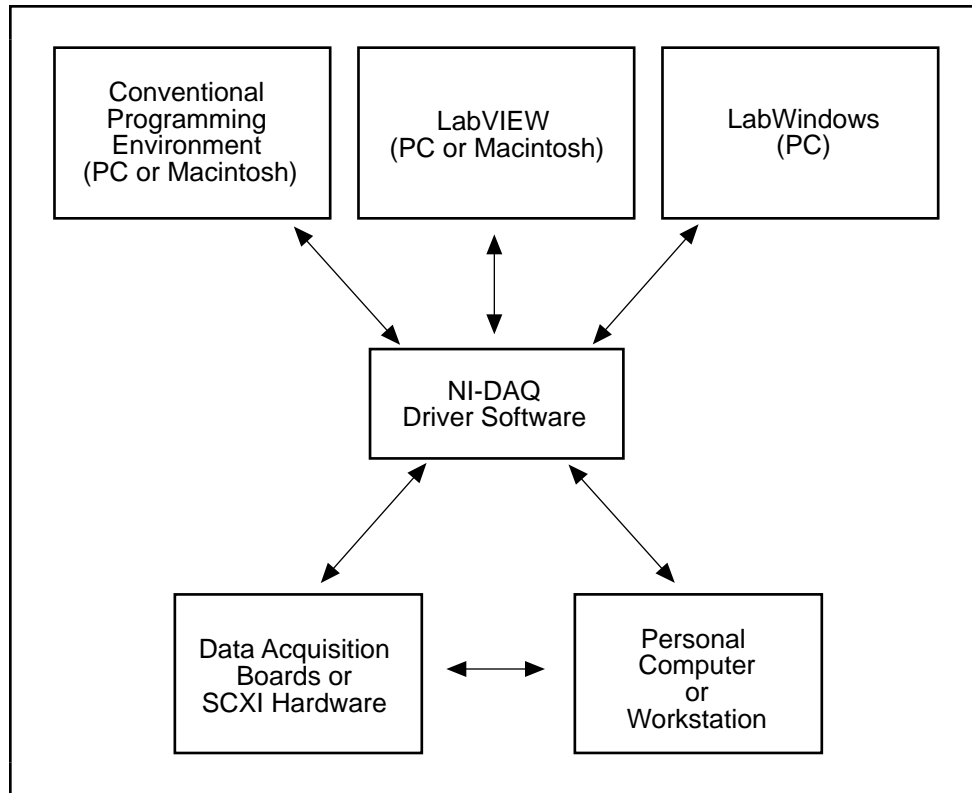 Conventional
Programming
Environment
(PC or Macintosh)
LabVIEW
(PC or Macintosh)
LabWindows
(PC)
NI-DAQ
Driver Software
Data Acquisition
Boards or
SCXI Hardware
Personal
Computer
or
Workstation